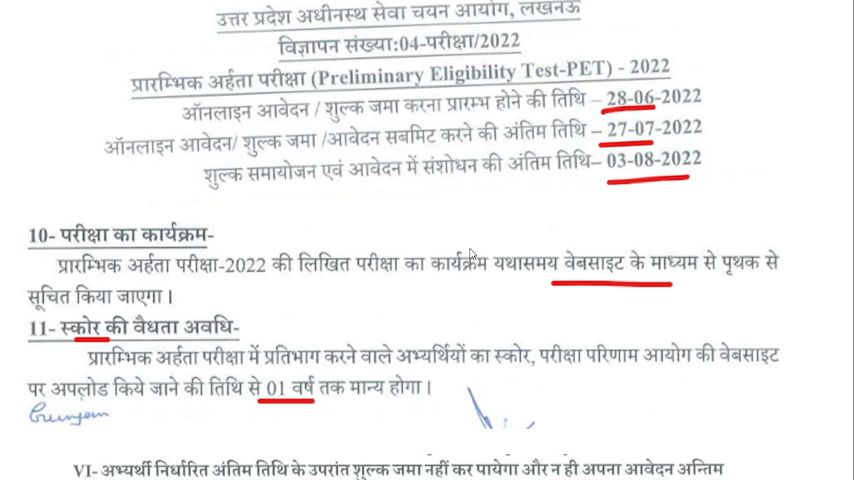 उत्तर प्रदेश अधीनस्थ सेवा चयन आयोग, लखनऊ
विज्ञापन संख्या:04-परीक्षा/2022
प्रारम्भिक अर्हता परीक्षा (Preliminary Eligibility Test-PET) - 2022
ऑनलाइन आवेदन / शुल्क जमा करना प्रारम्भ होने की तिथि – 28-06-2022
ऑनलाइन आवेदन/ शुल्क जमा /आवेदन सबमिट करने की अंतिम तिथि – 27-07-2022
शुल्क समायोजन एवं आवेदन में संशोधन की अंतिम तिथि– 03-08-2022
10- परीक्षा का कार्यक्रम-
प्रारम्भिक अर्हता परीक्षा-2022 की लिखित परीक्षा का कार्यक्रम यथासमय वेबसाइट के माध्यम से पृथक से
सूचित किया जाएगा।
11- स्कोर की वैधता अवधि-
प्रारम्भिक अर्हता परीक्षा में प्रतिभाग करने वाले अभ्यर्थियों का स्कोर, परीक्षा परिणाम आयोग की वेबसाइट
पर अपलोड किये जाने की तिथि से 01 वर्ष तक मान्य होगा।
VI- अभ्यर्थी निर्धारित अंतिम तिथि के उपरांत शुल्क जमा नहीं कर पायेगा और न ही अपना आवेदन अन्तिम